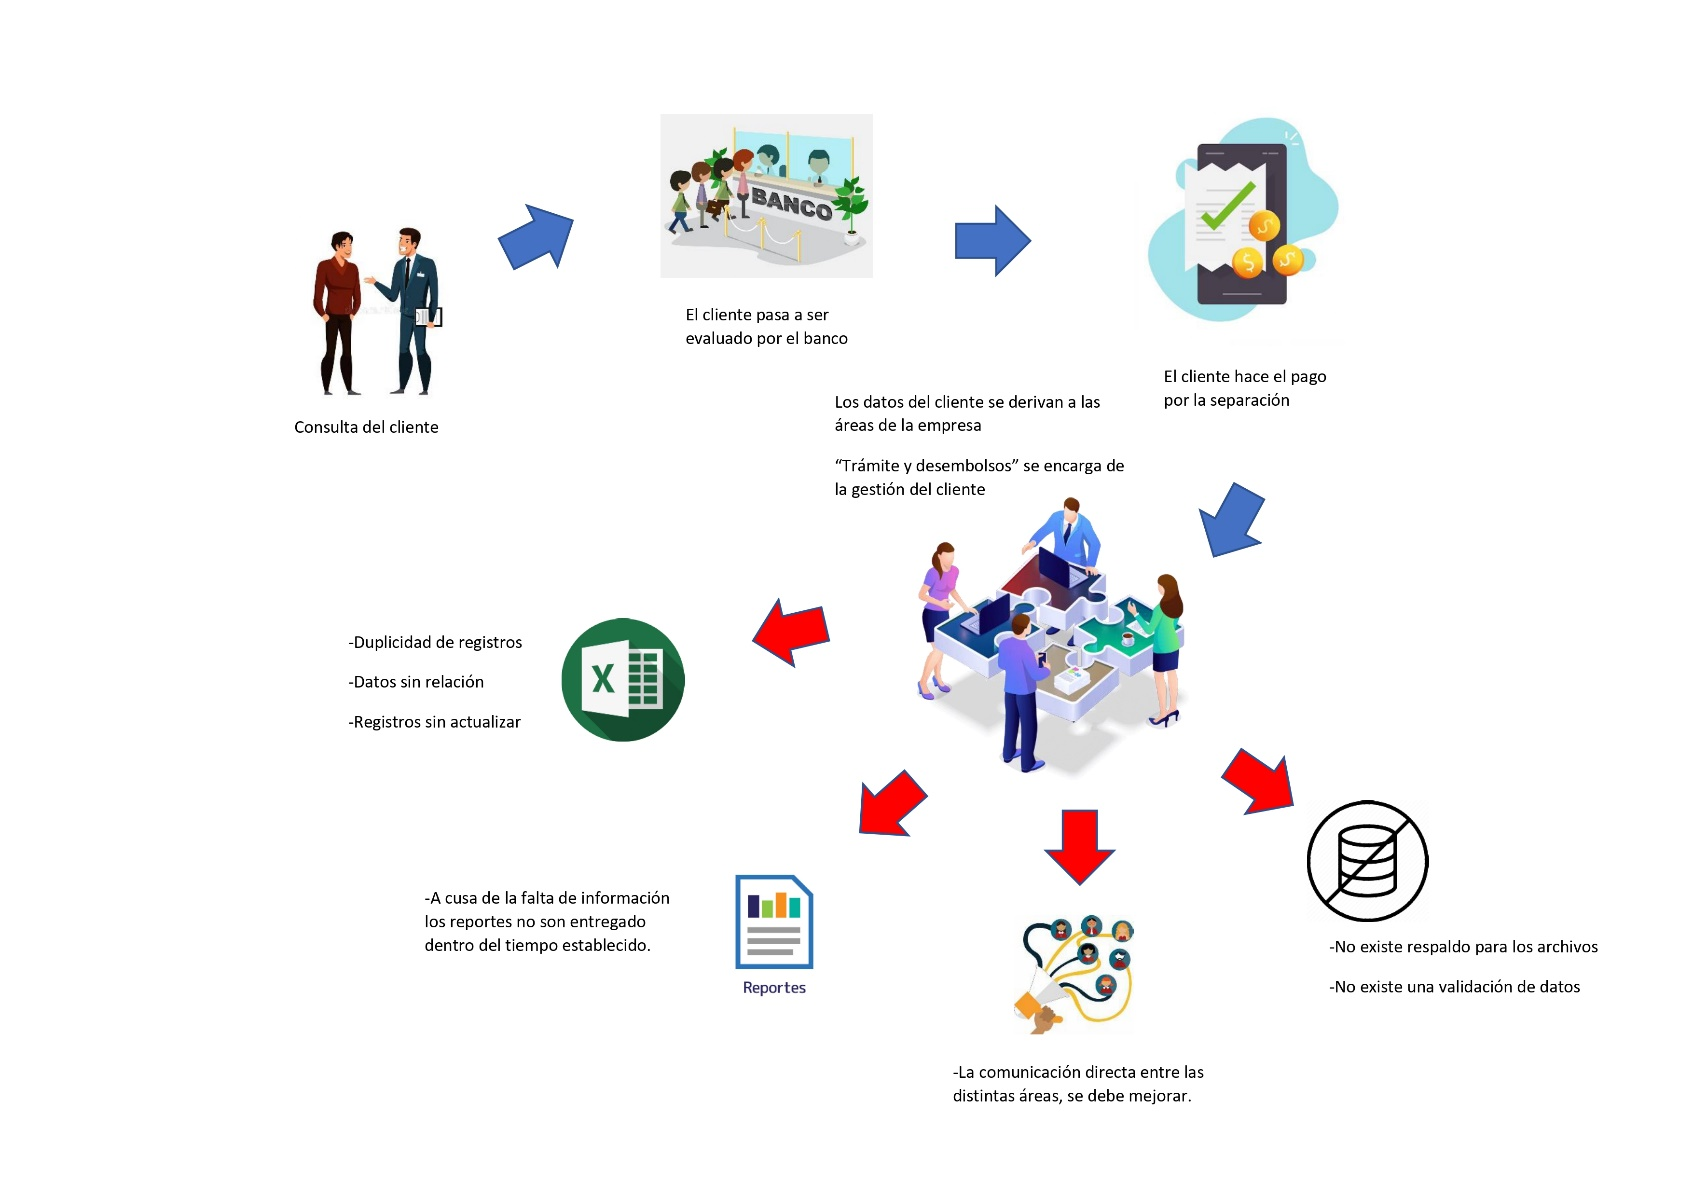 BANCO
El cliente pasa a ser
evaluado por el banco
El cliente hace el pago
por la separación
Consulta del cliente
Los datos del cliente se derivan a las
áreas de la empresa
“Trámite y desembolsos” se encarga de
la gestión del cliente
-Duplicidad de registros
-Datos sin relación
-Registros sin actualizar
X
-A cusa de la falta de información
los reportes no son entregado
dentro del tiempo establecido.
Reportes
-No existe respaldo para los archivos
-No existe una validación de datos
-La comunicación directa entre las
distintas áreas, se debe mejorar.